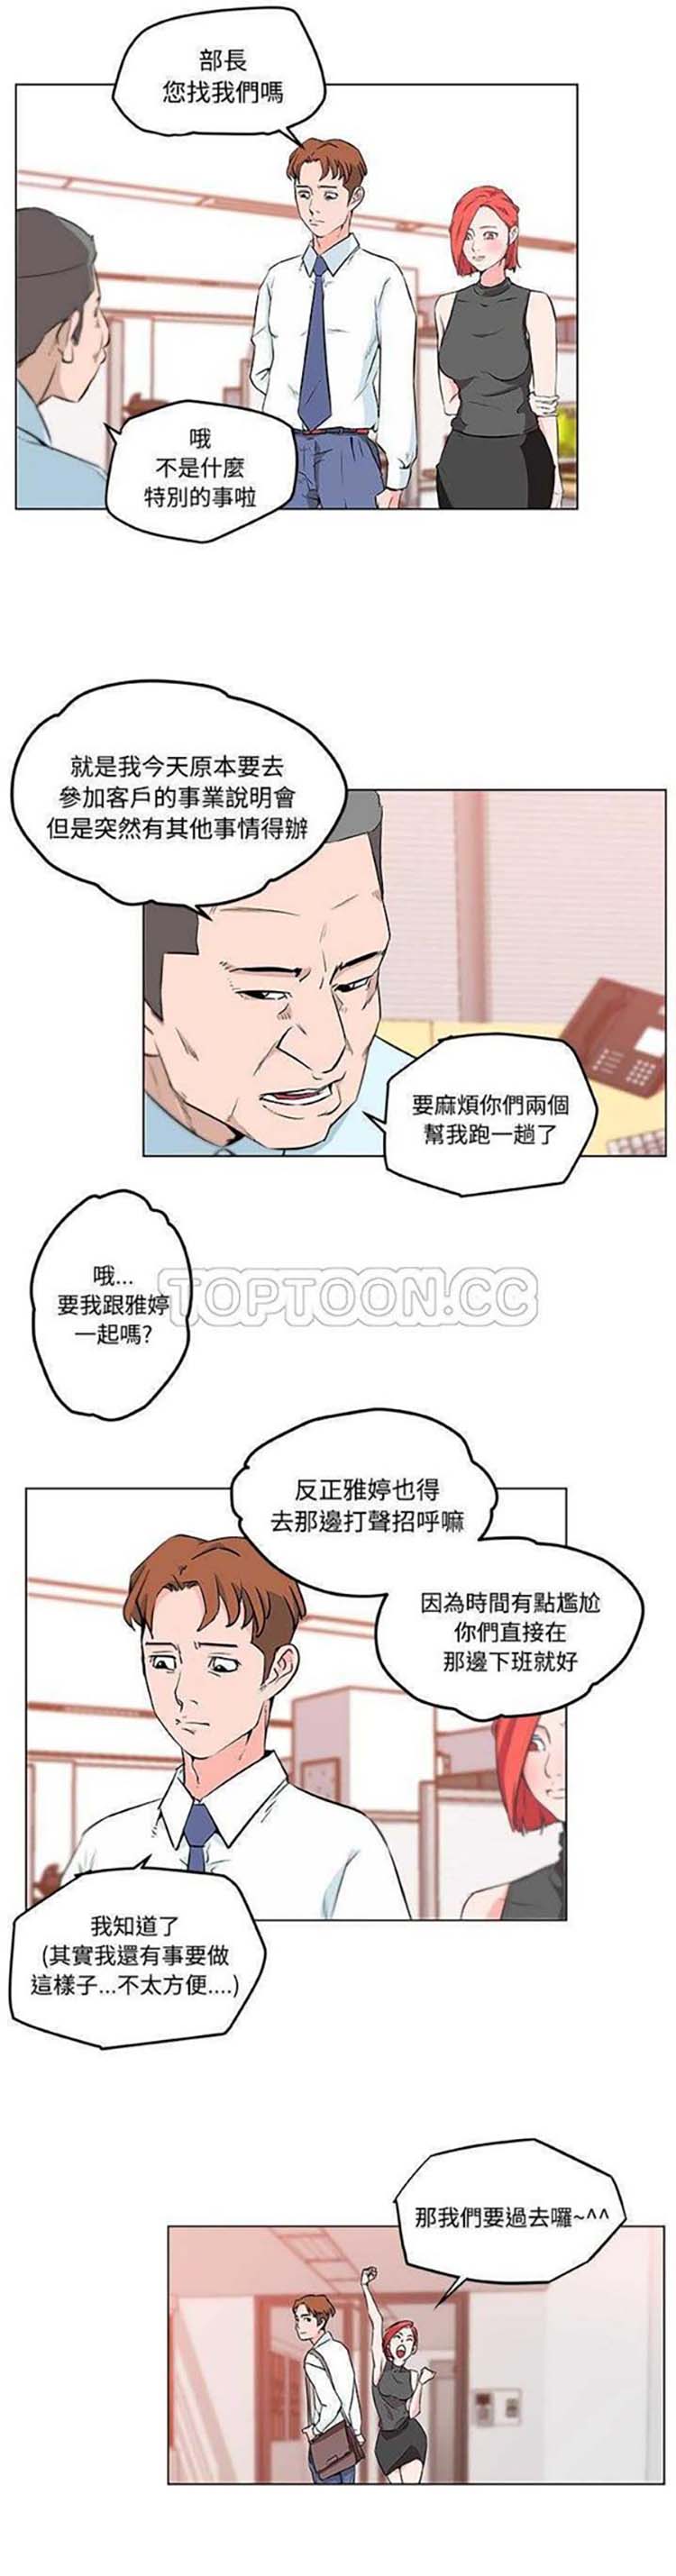 部長
您找我們嗎
哦
不是什麼
特別的事啦
就是我今天原本要去
參加客戶的事業說明會
但是突然有其他事情得辦
要麻煩你們兩個
幫我跑一趟了
哦...
要我跟雅婷
一起嗎?
TOPTOON.CC
反正雅婷也得
去那邊打聲招呼嘛
因為時間有點尷尬
你們直接在
那邊下班就好
我知道了
(其實我還有事要做
這樣子...不太方便....)
那我們要過去囉~^^